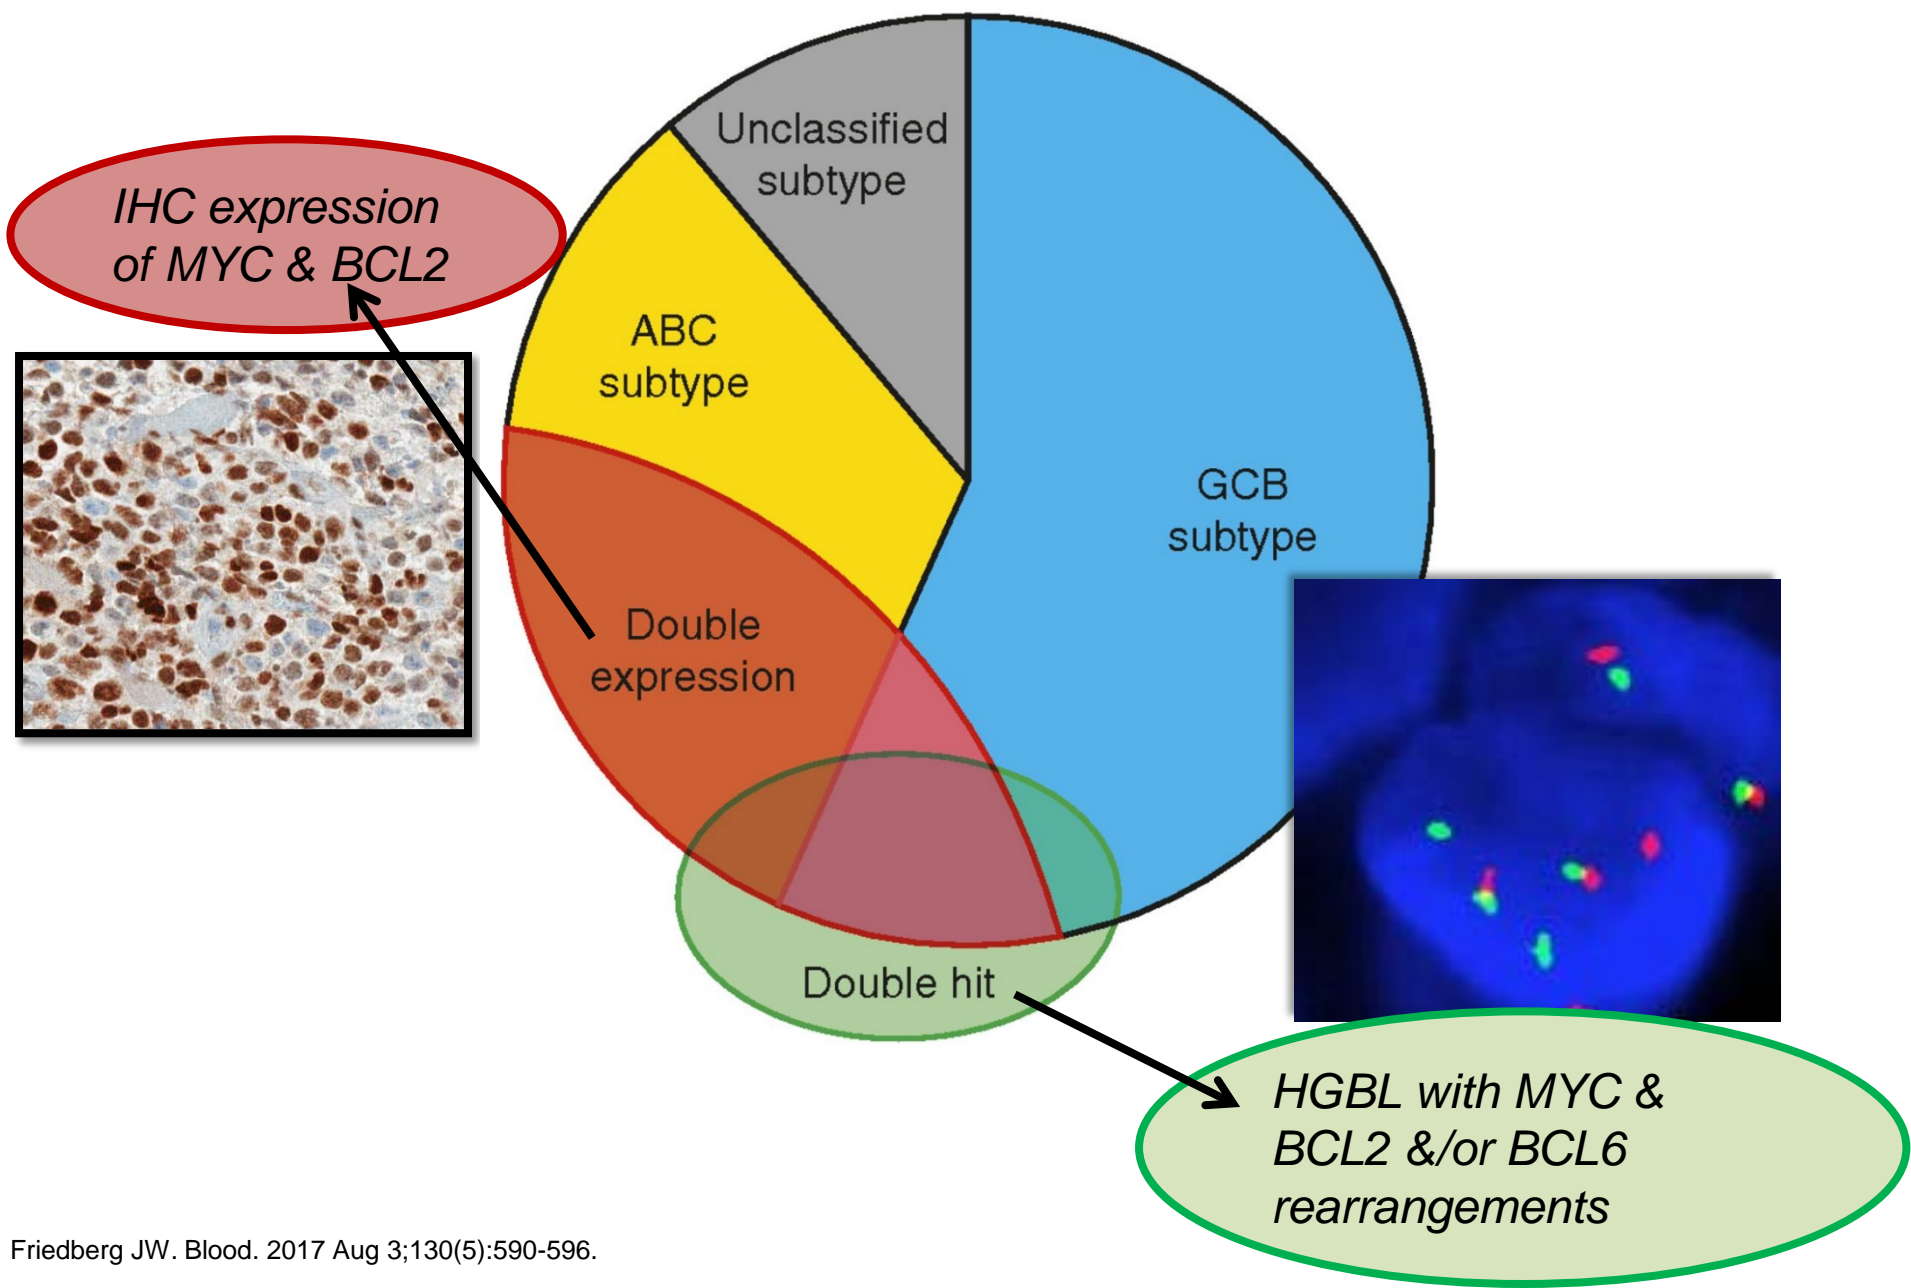 Unclassified
subtype
IHC expression
of MYC & BCL2
ABC
subtype
GCB
subtype
Double
expression
Double hit
HGBL with MYC &
BCL2 &/or BCL6
rearrangements
Friedberg JW. Blood. 2017 Aug 3;130(5):590-596.